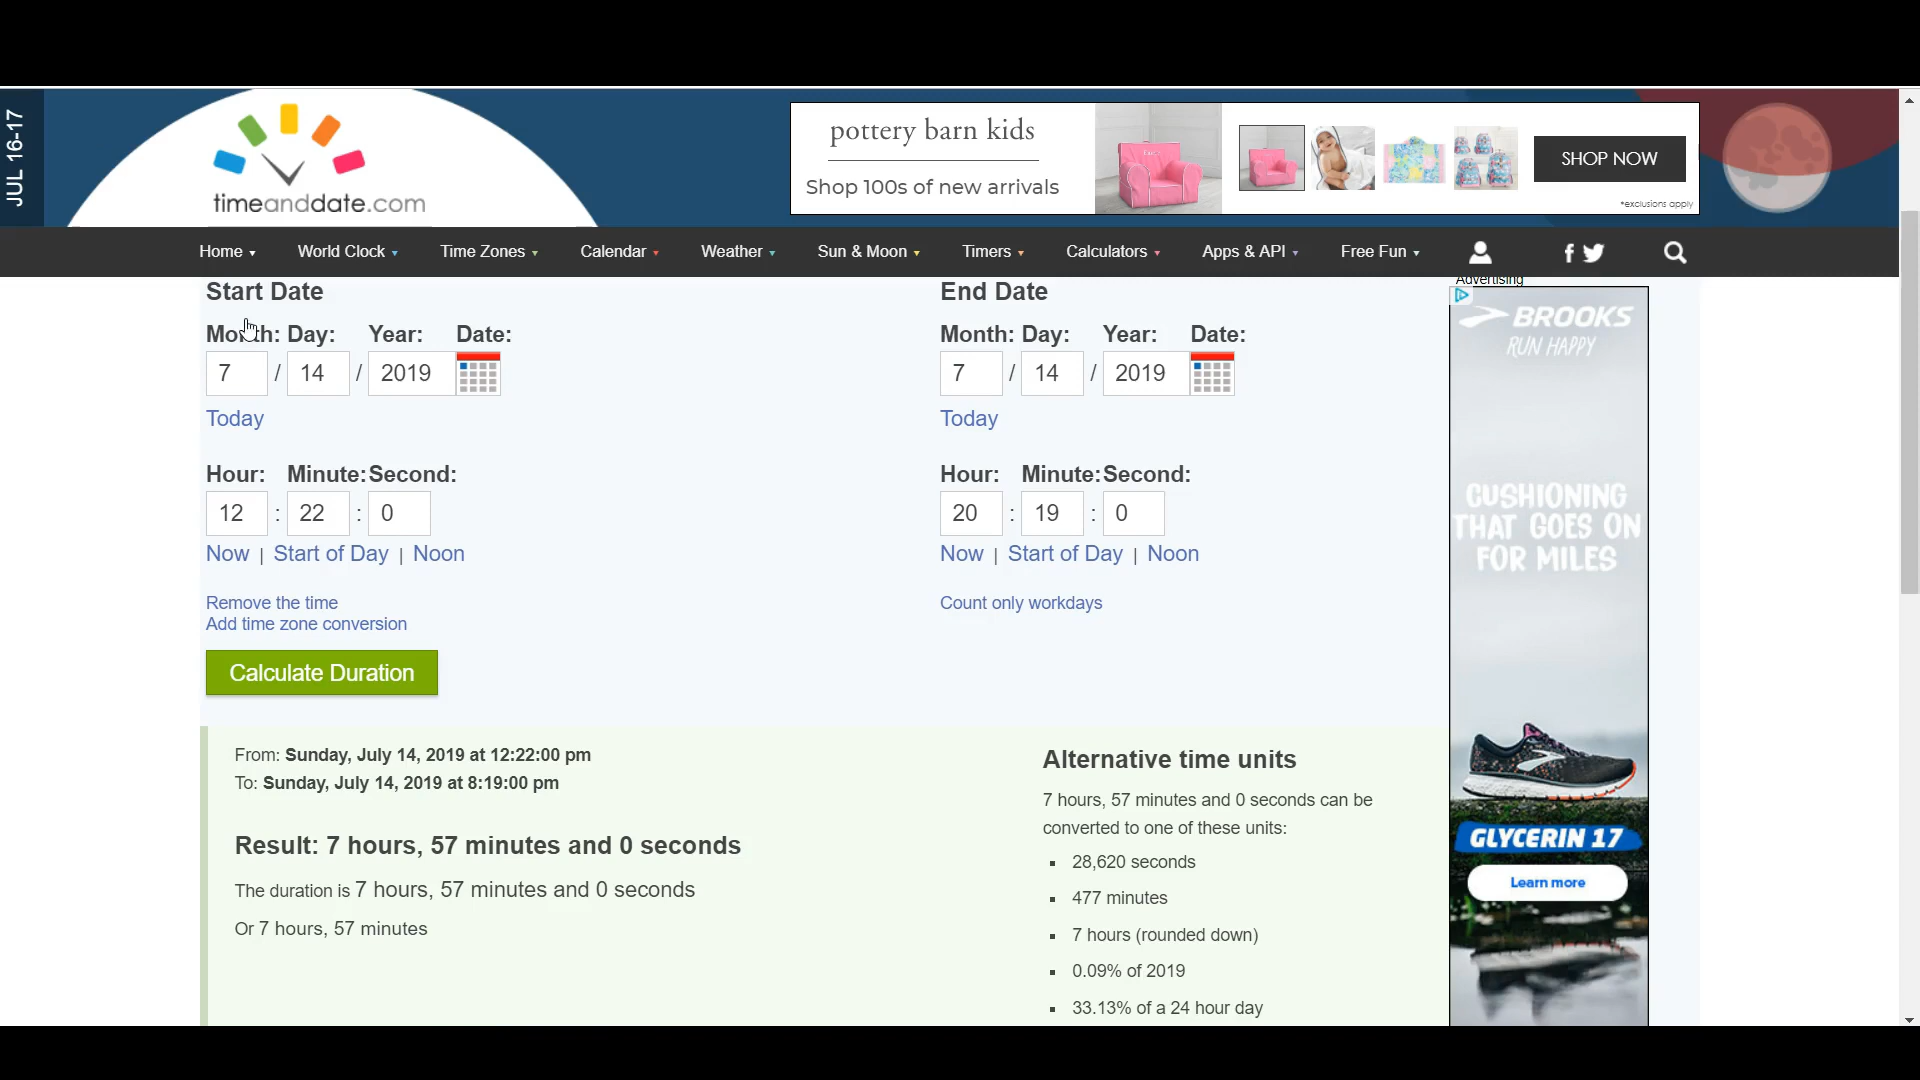 JUL 16-17
timeanddate.com
pottery barn kids
Shop 100s of new arrivals
SHOP NOW
*exclusions apply
Home World Clock Time Zones Calendar Weather Sun & Moon Timers Calculators Apps & API Free Fun
Advertising
Start Date
Month: Day: Year: Date:
7 / 14 / 2019
Today
Hour: Minute: Second:
12 : 22 : 0
Now | Start of Day | Noon
Remove the time
Add time zone conversion
Calculate Duration
End Date
Month: Day: Year: Date:
7 / 14 / 2019
Today
Hour: Minute: Second:
20 : 19 : 0
Now | Start of Day | Noon
Count only workdays
From: Sunday, July 14, 2019 at 12:22:00 pm
To: Sunday, July 14, 2019 at 8:19:00 pm
Result: 7 hours, 57 minutes and 0 seconds
The duration is 7 hours, 57 minutes and 0 seconds
Or 7 hours, 57 minutes
Alternative time units
7 hours, 57 minutes and 0 seconds can be
converted to one of these units:
28,620 seconds
477 minutes
7 hours (rounded down)
0.09% of 2019
33.13% of a 24 hour day
BROOKS
RUN HAPPY
CUSHIONING
THAT GOES ON
FOR MILES
GLYCERIN 17
Learn more